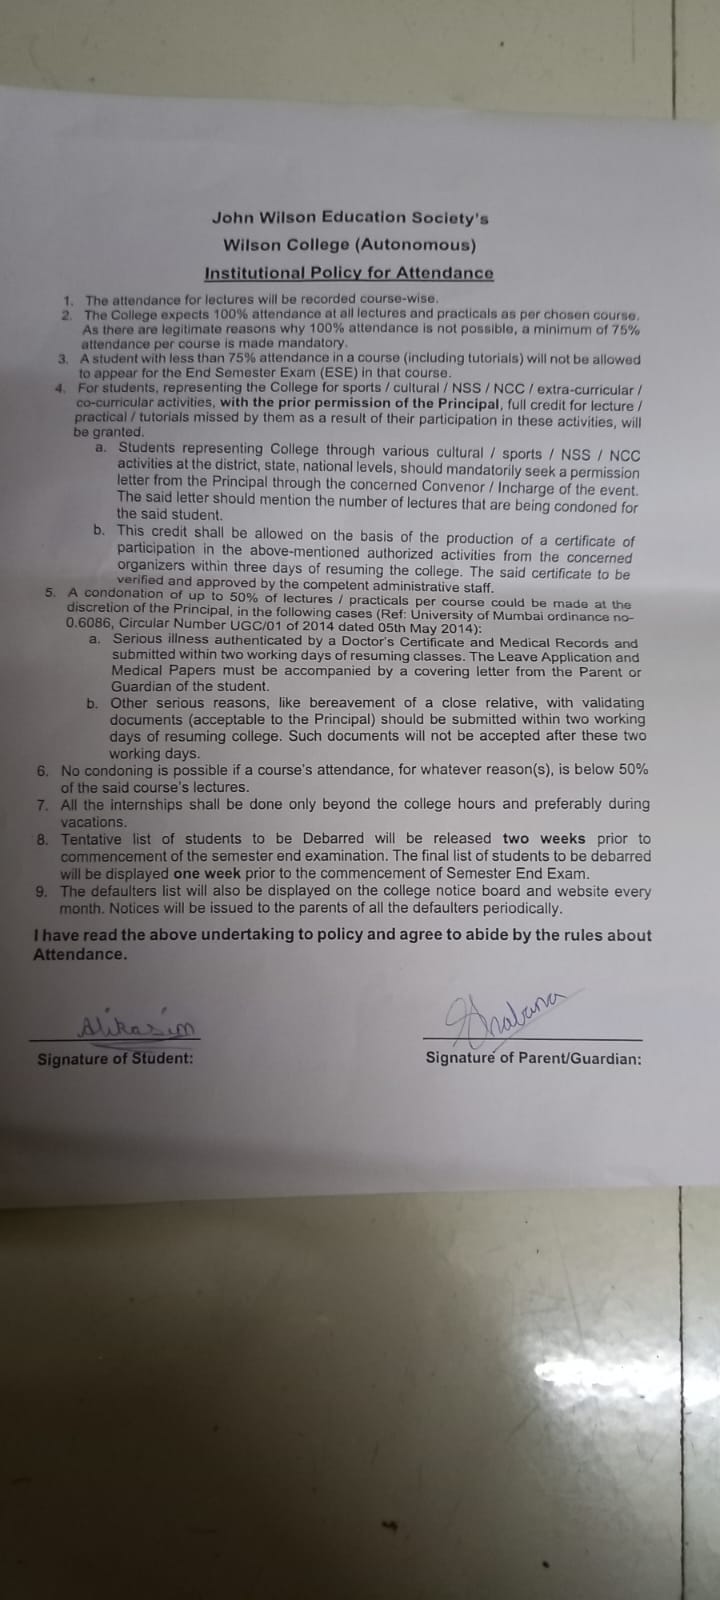 John Wilson Education Society's
Wilson College (Autonomous)
Institutional Policy for Attendance
1. The attendance for lectures will be recorded course-wise.
2. The College expects 100% attendance at all lectures and practicals as per chosen course.
As there are legitimate reasons why 100% attendance is not possible, a minimum of 75%
attendance per course is made mandatory.
3. A student with less than 75% attendance in a course (including tutorials) will not be allowed
to appear for the End Semester Exam (ESE) in that course.
4. For students, representing the College for sports / cultural / NSS / NCC / extra-curricular /
co-curricular activities, with the prior permission of the Principal, full credit for lecture /
practical / tutorials missed by them as a result of their participation in these activities, will
be granted.
a. Students representing College through various cultural / sports / NSS / NCC
activities at the district, state, national levels, should mandatorily seek a permission
letter from the Principal through the concerned Convenor / Incharge of the event.
The said letter should mention the number of lectures that are being condoned for
the said student.
b. This credit shall be allowed on the basis of the production of a certificate of
participation in the above-mentioned authorized activities from the concerned
organizers within three days of resuming the college. The said certificate to be
verified and approved by the competent administrative staff.
5. A condonation of up to 50% of lectures / practicals per course could be made at the
discretion of the Principal, in the following cases (Ref: University of Mumbai ordinance no-
0.6086, Circular Number UGC/01 of 2014 dated 05th May 2014):
a. Serious illness authenticated by a Doctor's Certificate and Medical Records and
submitted within two working days of resuming classes. The Leave Application and
Medical Papers must be accompanied by a covering letter from the Parent or
Guardian of the student.
b. Other serious reasons, like bereavement of a close relative, with validating
documents (acceptable to the Principal) should be submitted within two working
days of resuming college. Such documents will not be accepted after these two
working days.
6. No condoning is possible if a course's attendance, for whatever reason(s), is below 50%
of the said course's lectures.
7. All the internships shall be done only beyond the college hours and preferably during
vacations.
8. Tentative list of students to be Debarred will be released two weeks prior to
commencement of the semester end examination. The final list of students to be debarred
will be displayed one week prior to the commencement of Semester End Exam.
9. The defaulters list will also be displayed on the college notice board and website every
month. Notices will be issued to the parents of all the defaulters periodically.
I have read the above undertaking to policy and agree to abide by the rules about
Attendance.
Alikasim
Signature of Student: Signature of Parent/Guardian: